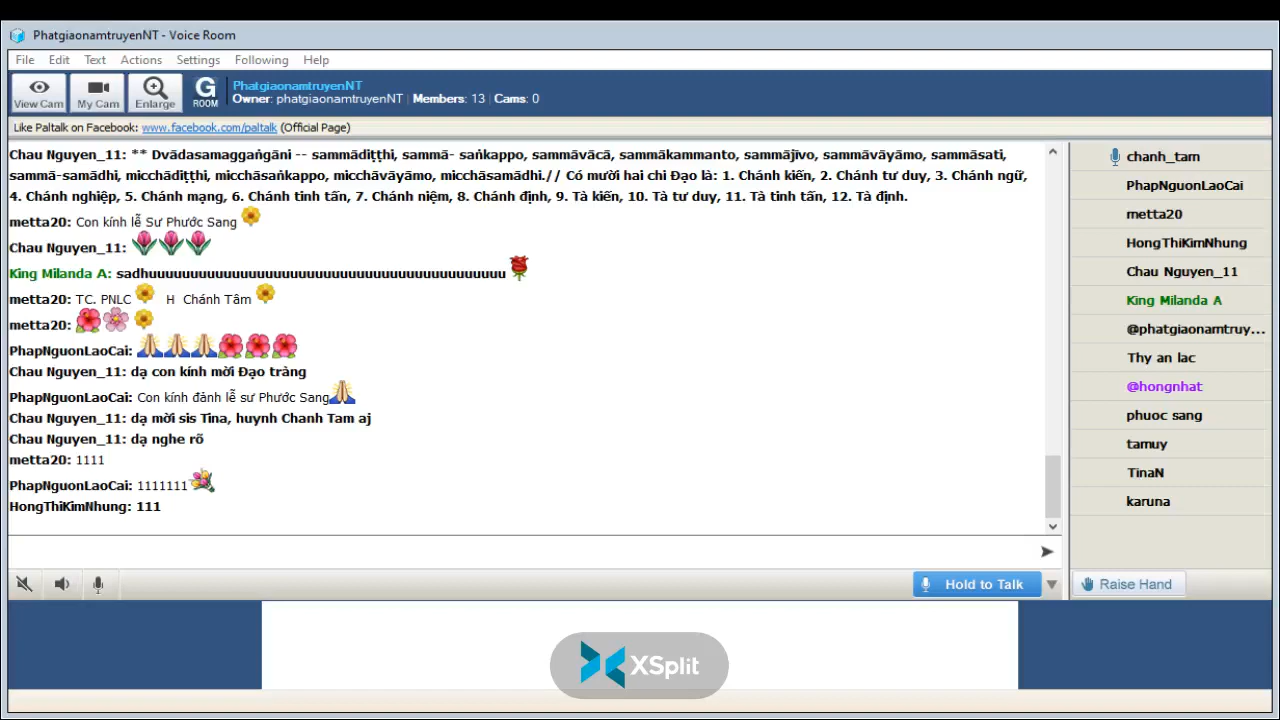 PhatgiaonamtruyenNT - Voice Room
File Edit Text Actions Settings Following Help
View Cam My Cam Enlarge G ROOM
PhatgiaonamtruyenNT
Owner: phatgiaonamtruyenNT | Members: 13 | Cams: 0
Like Paltalk on Facebook: www.facebook.com/paltalk (Official Page)
Chau Nguyen_11: ** Dvādasamaggaṅgāni -- sammādiṭṭhi, sammā- saṅkappo, sammāvācā, sammākammanto, sammājīvo, sammāvāyāmo, sammāsati,
sammā-samādhi, micchādiṭṭhi, micchāsaṅkappo, micchāvāyāmo, micchāsamādhi.// Có mười hai chi Đạo là: 1. Chánh kiến, 2. Chánh tư duy, 3. Chánh ngữ,
4. Chánh nghiệp, 5. Chánh mạng, 6. Chánh tinh tấn, 7. Chánh niệm, 8. Chánh định, 9. Tà kiến, 10. Tà tư duy, 11. Tà tinh tấn, 12. Tà định.
metta20: Con kính lễ Sư Phước Sang
Chau Nguyen_11:
King Milanda A: sadhuuuuuuuuuuuuuuuuuuuuuuuuuuuuuuuuuuuuuuuuuuu
metta20: TC. PNLC H Chánh Tâm
metta20:
PhapNguonLaoCai:
Chau Nguyen_11: dạ con kính mời Đạo tràng
PhapNguonLaoCai: Con kính đảnh lễ sư Phước Sang
Chau Nguyen_11: dạ mời sis Tina, huynh Chanh Tam aj
Chau Nguyen_11: dạ nghe rõ
metta20: 1111
PhapNguonLaoCai: 1111111
HongThiKimNhung: 111
chanh_tam
PhapNguonLaoCai
metta20
HongThiKimNhung
Chau Nguyen_11
King Milanda A
@phatgiaonamtruy...
Thy an lac
@hongnhat
phuoc sang
tamuy
TinaN
karuna
Hold to Talk
Raise Hand
XSplit